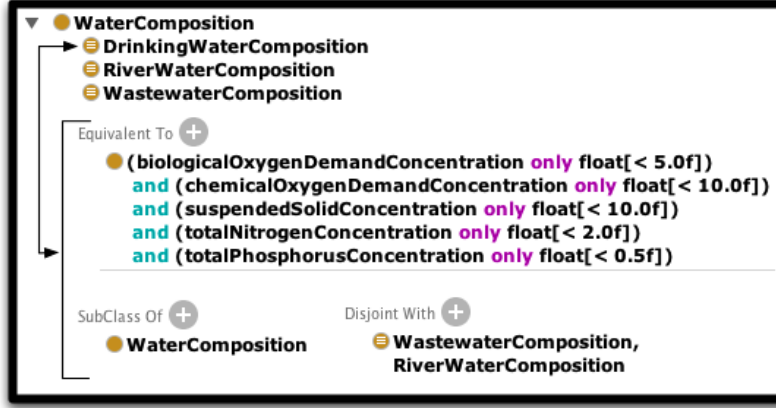 WaterComposition
DrinkingWaterComposition
RiverWaterComposition
WastewaterComposition
Equivalent To
(biologicalOxygenDemandConcentration only float[< 5.0f])
and (chemicalOxygenDemandConcentration only float[< 10.0f])
and (suspendedSolidConcentration only float[< 10.0f])
and (totalNitrogenConcentration only float[< 2.0f])
and (totalPhosphorusConcentration only float[< 0.5f])
SubClass Of
WaterComposition
Disjoint With
WastewaterComposition,
RiverWaterComposition